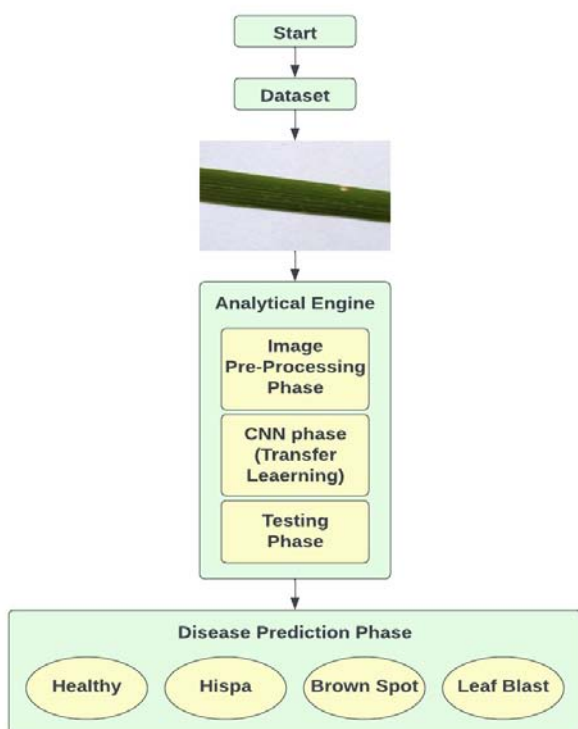 Start
Dataset
Analytical Engine
Image
Pre-Processing
Phase
CNN phase
(Transfer
Leaerning)
Testing
Phase
Disease Prediction Phase
Healthy
Hispa
Brown Spot
Leaf Blast